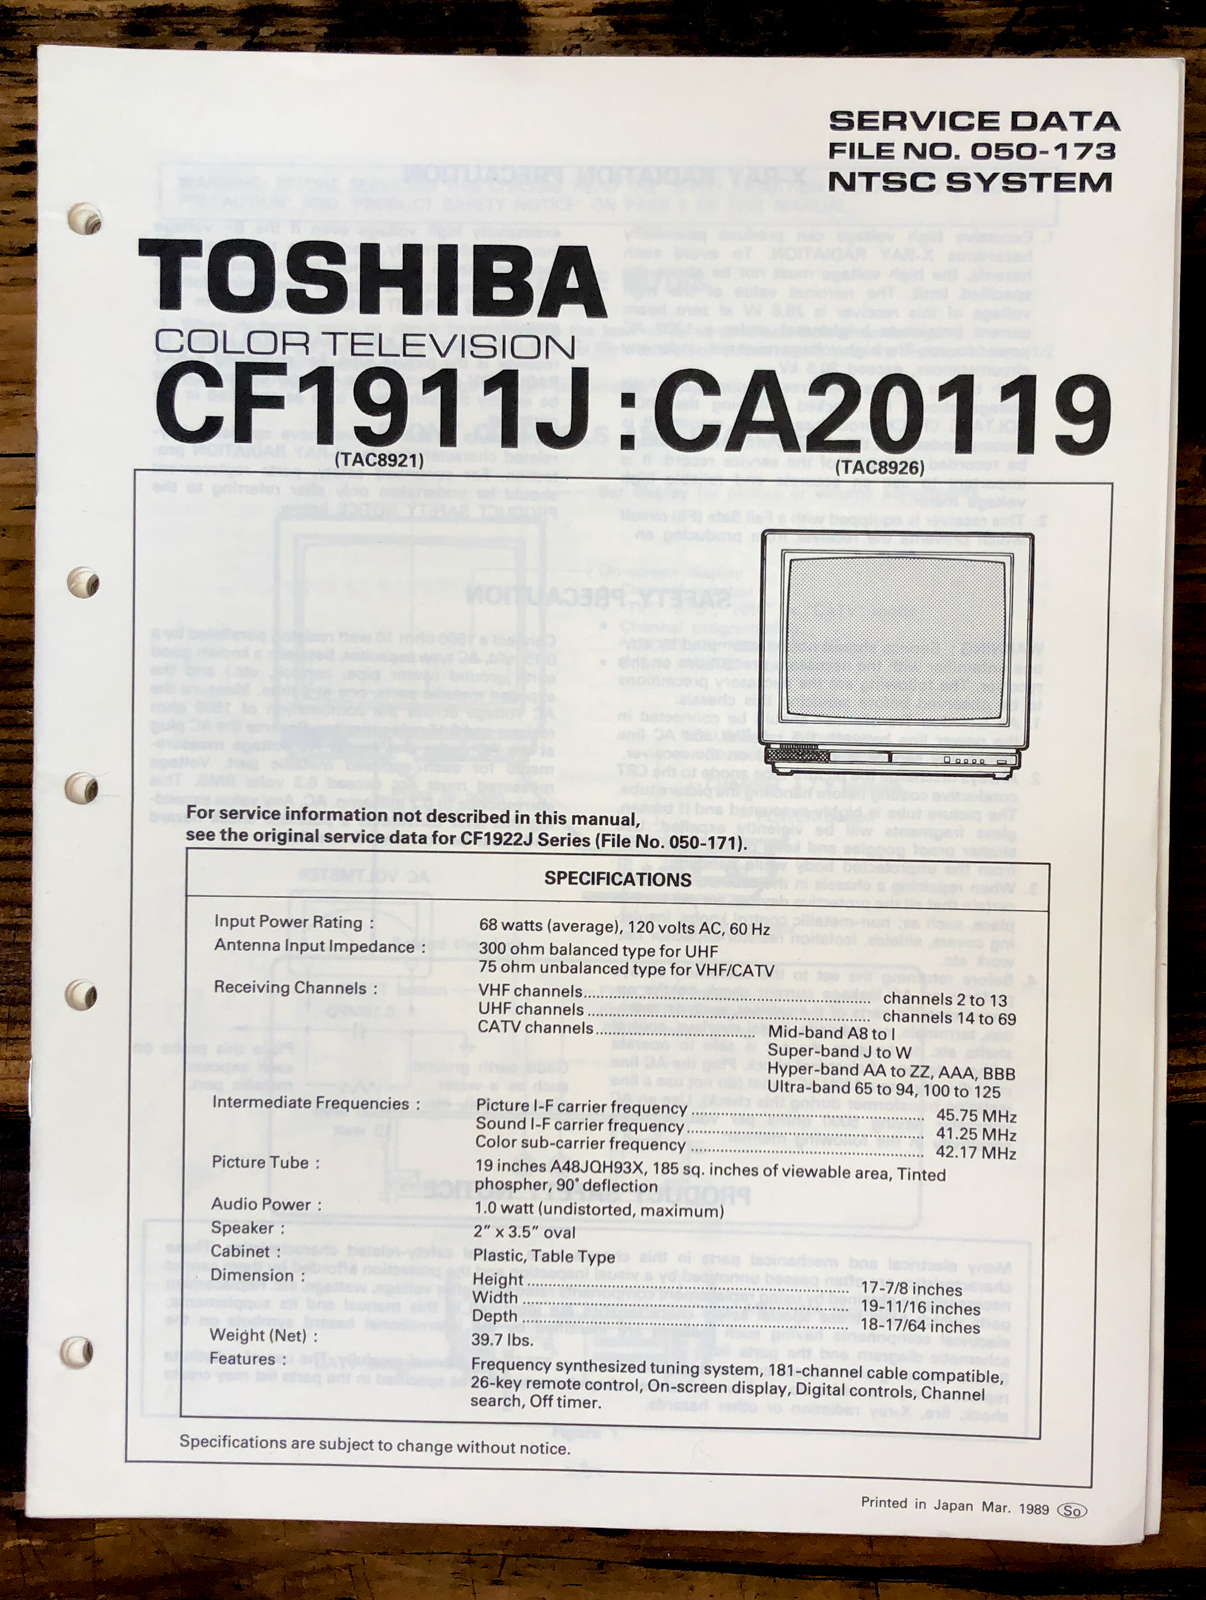 SERVICE DATA
FILE NO. 050-173
NTSC SYSTEM
TOSHIBA
COLOR TELEVISION
CF1911J : CA20119
(TAC8921) (TAC8926)
For service information not described in this manual,
see the original service data for CF1922J Series (File No. 050-171).
SPECIFICATIONS
Input Power Rating : 68 watts (average), 120 volts AC, 60 Hz
Antenna Input Impedance : 300 ohm balanced type for UHF
75 ohm unbalanced type for VHF/CATV
Receiving Channels : VHF channels channels 2 to 13
UHF channels channels 14 to 69
CATV channels Mid-band A8 to I
Super-band J to W
Hyper-band AA to ZZ, AAA, BBB
Ultra-band 65 to 94, 100 to 125
Intermediate Frequencies : Picture I-F carrier frequency 45.75 MHz
Sound I-F carrier frequency 41.25 MHz
Color sub-carrier frequency 42.17 MHz
Picture Tube : 19 inches A48JQH93X, 185 sq. inches of viewable area, Tinted
phospher, 90° deflection
Audio Power : 1.0 watt (undistorted, maximum)
Speaker : 2" x 3.5" oval
Cabinet : Plastic, Table Type
Dimension : Height 17-7/8 inches
Width 19-11/16 inches
Depth 18-17/64 inches
Weight (Net) : 39.7 lbs.
Features : Frequency synthesized tuning system, 181-channel cable compatible,
26-key remote control, On-screen display, Digital controls, Channel
search, Off timer.
Specifications are subject to change without notice.
Printed in Japan Mar. 1989 So